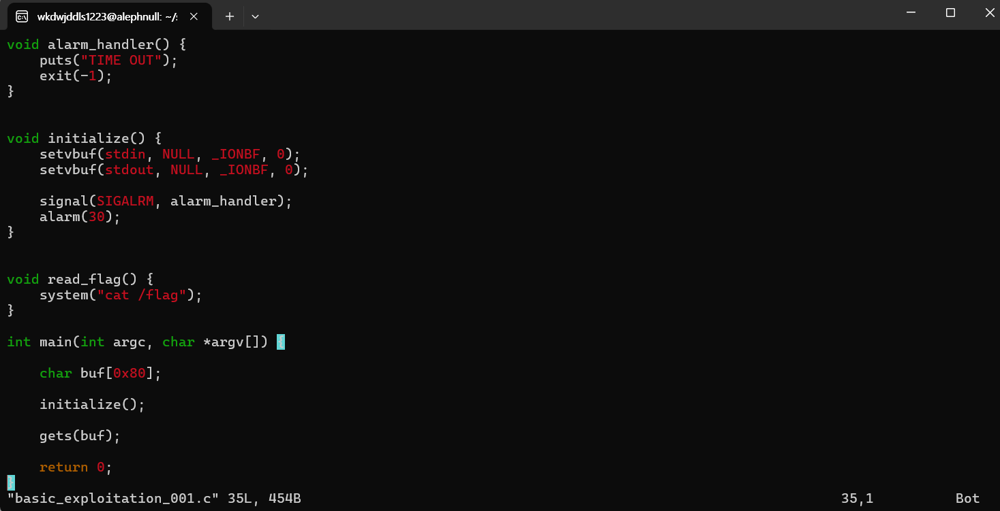 wkdwjddls1223@alephnull: ~/s
void alarm_handler() {
    puts("TIME OUT");
    exit(-1);
}
void initialize() {
    setvbuf(stdin, NULL, _IONBF, 0);
    setvbuf(stdout, NULL, _IONBF, 0);
    signal(SIGALRM, alarm_handler);
    alarm(30);
}
void read_flag() {
    system("cat /flag");
}
int main(int argc, char *argv[]) {
    char buf[0x80];
    initialize();
    gets(buf);
    return 0;
}
"basic_exploitation_001.c" 35L, 454B 35,1 Bot